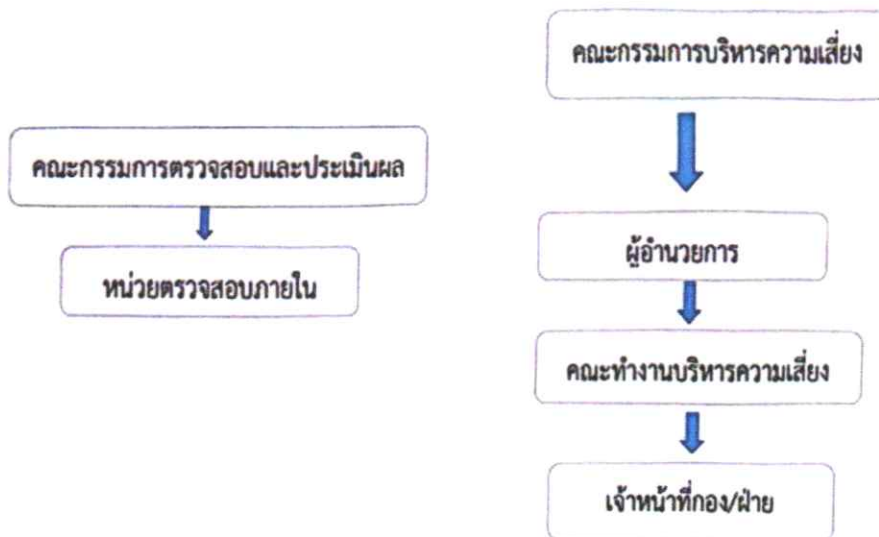 คณะกรรมการบริหารความเสี่ยง
คณะกรรมการตรวจสอบและประเมินผล
หน่วยตรวจสอบภายใน
ผู้อำนวยการ
คณะทำงานบริหารความเสี่ยง
เจ้าหน้าที่กอง/ฝ่าย